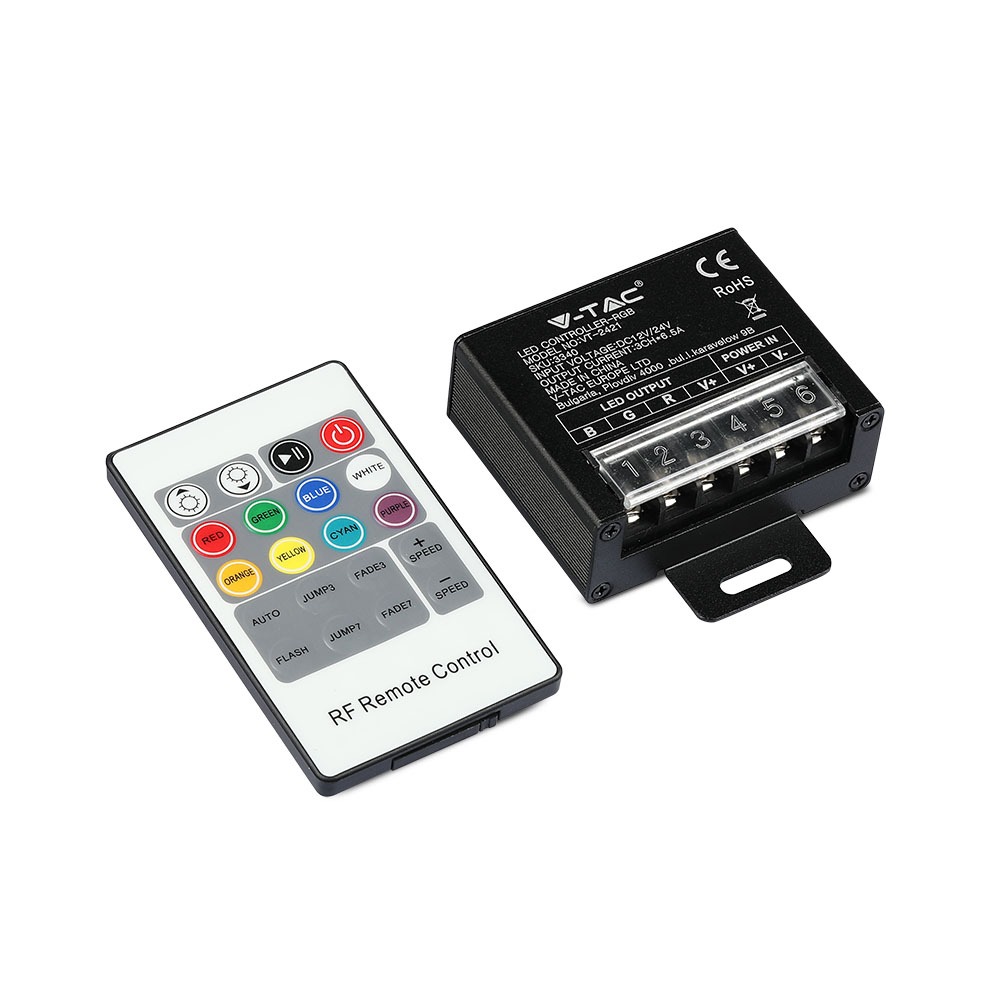 V-TAC®
LED CONTROLLER-RGB
MODEL NO:VT-2421
SKU:3340
INPUT VOLTAGE:DC12V/24V
OUTPUT CURRENT:3CH*6.5A
MADE IN CHINA
V-TAC EUROPE LTD
Bulgaria, Plovdiv 4000 ,bul.l.karavelow 9B
CE
RoHS
LED OUTPUT POWER IN
B G R V+ V+ V-
1 2 3 4 5 6
WHITE
RED GREEN BLUE
ORANGE YELLOW CYAN PURPLE
AUTO JUMP3 FADE3 + SPEED
FLASH JUMP7 FADE7 – SPEED
RF Remote Control